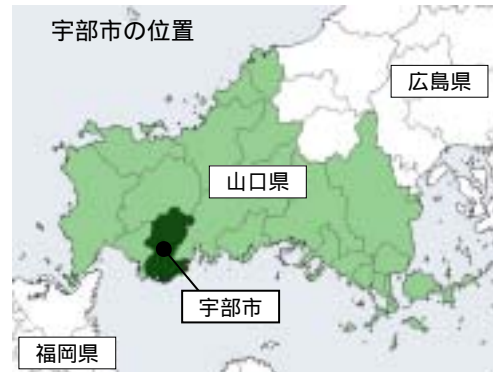 宇部市の位置
広島県
山口県
宇部市
福岡県